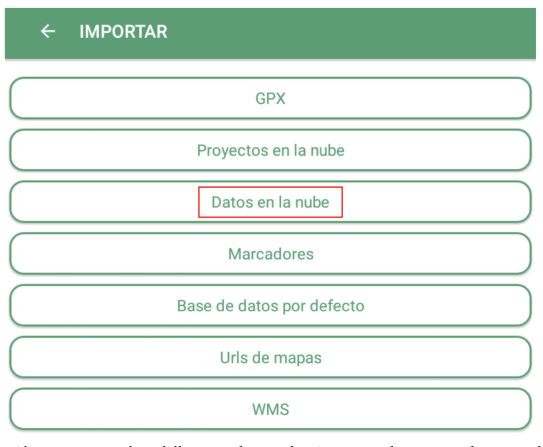 IMPORTAR
GPX
Proyectos en la nube
Datos en la nube
Marcadores
Base de datos por defecto
Urls de mapas
WMS